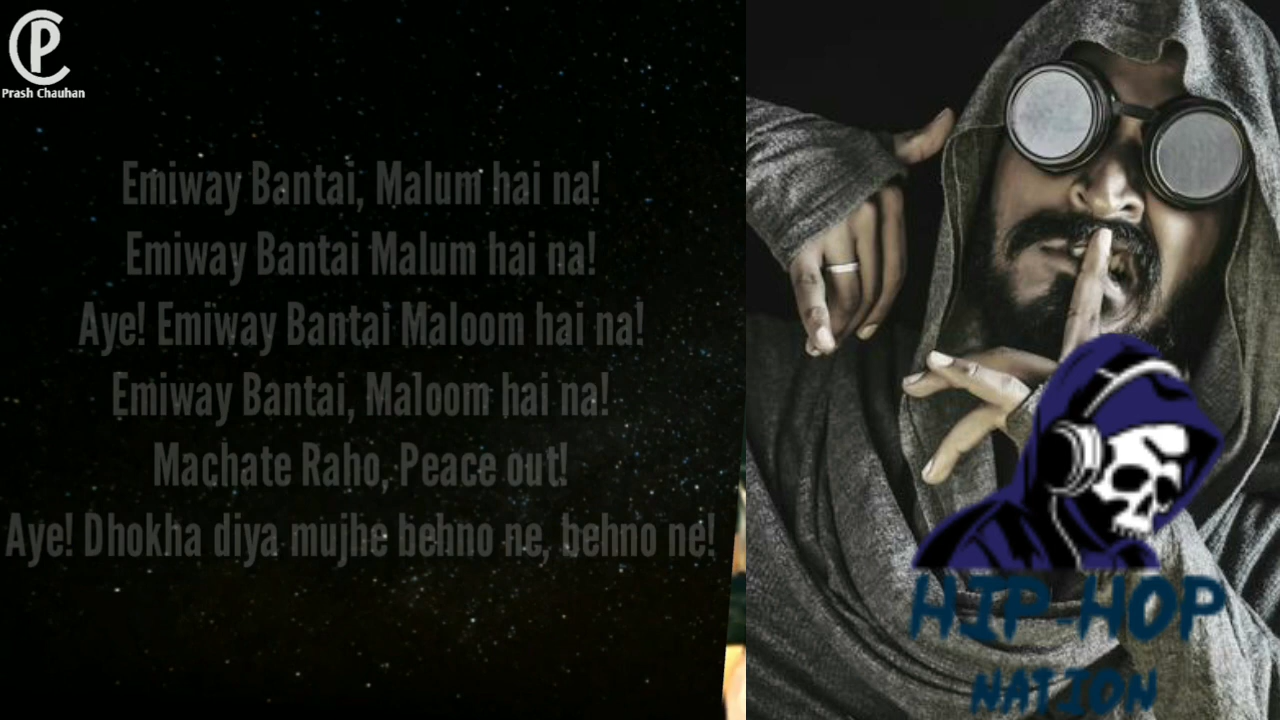 Prash Chauhan
Emiway Bantai, Malum hai na!
Emiway Bantai Malum hai na!
Aye! Emiway Bantai Maloom hai na!
Emiway Bantai, Maloom hai na!
Machate Raho, Peace out!
Aye! Dhokha diya mujhe behno ne, behno ne!
HIP-HOP
NATION